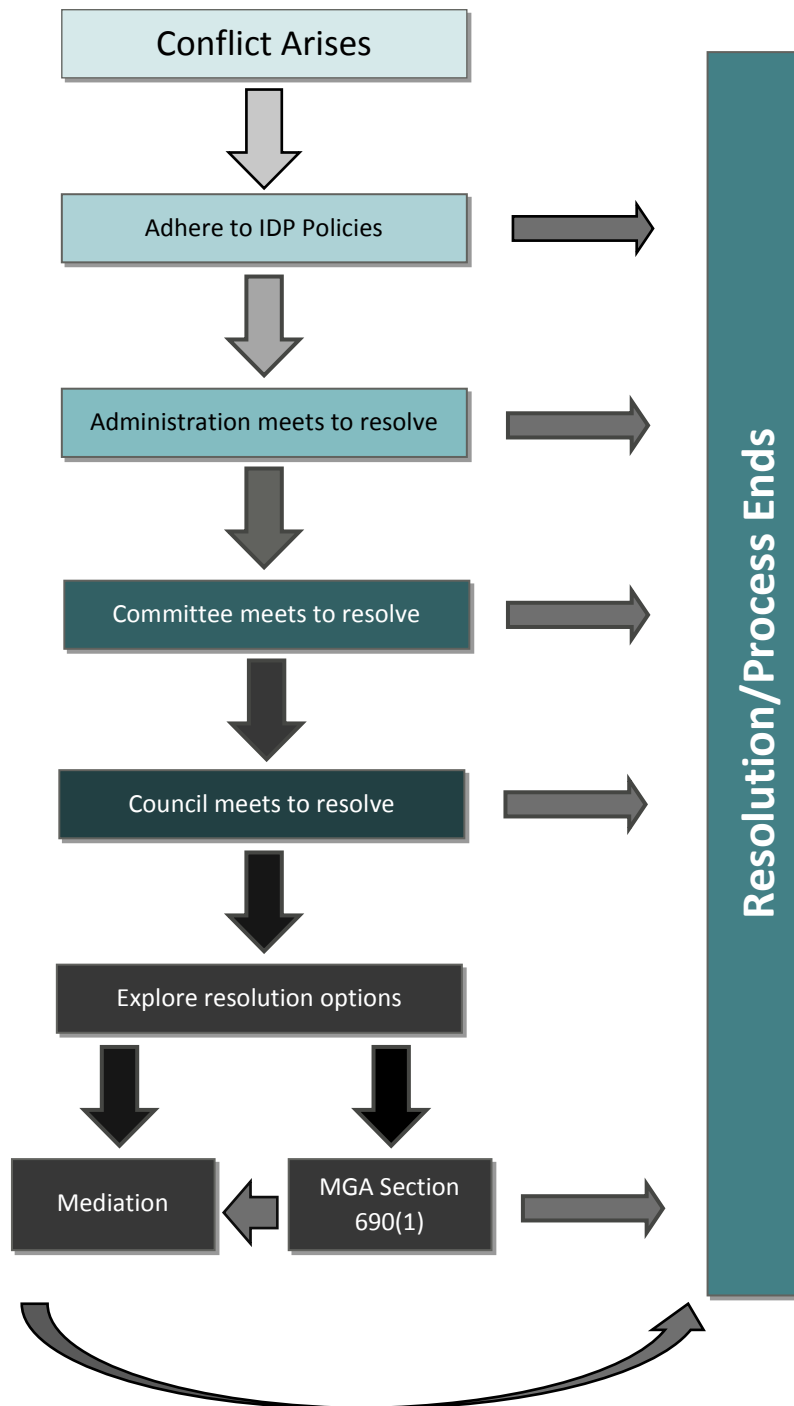 Conflict Arises
Adhere to IDP Policies
Administration meets to resolve
Committee meets to resolve
Council meets to resolve
Explore resolution options
Mediation
MGA Section
690(1)
Resolution/Process Ends